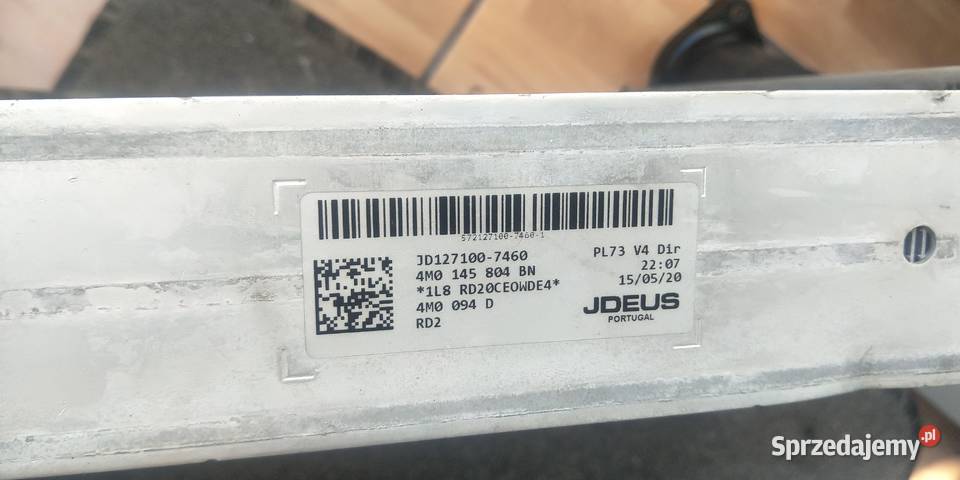 572127100-7460-1
JD127100-7460
4M0 145 804 BN
*1L8 RD20CEOWDE4*
4M0 094 D
RD2
PL73 V4 Dir
22:07
15/05/20
JDEUS
PORTUGAL
Sprzedajemy.pl